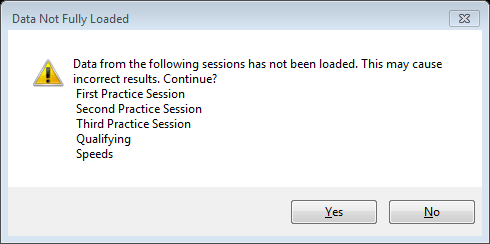 Data Not Fully Loaded
Data from the following sessions has not been loaded. This may cause
incorrect results. Continue?
First Practice Session
Second Practice Session
Third Practice Session
Qualifying
Speeds
Yes
No